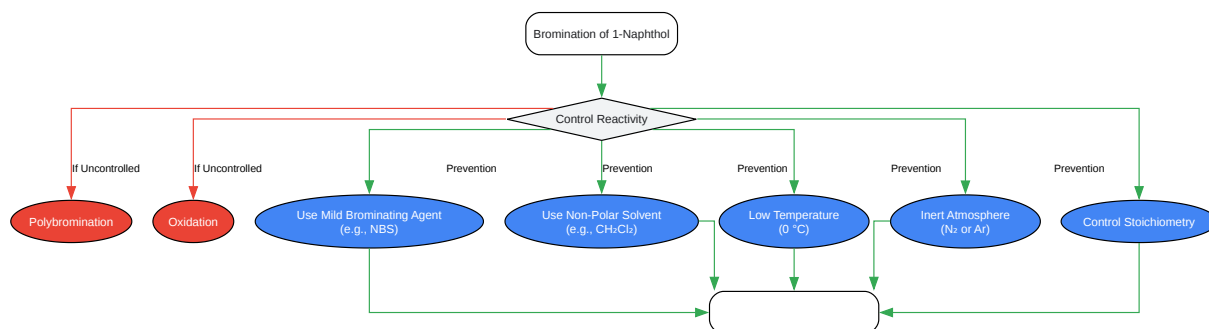 Bromination of 1-Naphthol
Control Reactivity
If Uncontrolled
If Uncontrolled
Prevention
Prevention
Prevention
Prevention
Prevention
Polybromination
Oxidation
Use Mild Brominating Agent
(e.g., NBS)
Use Non-Polar Solvent
(e.g., CH₂Cl₂)
Low Temperature
(0 °C)
Inert Atmosphere
(N₂ or Ar)
Control Stoichiometry